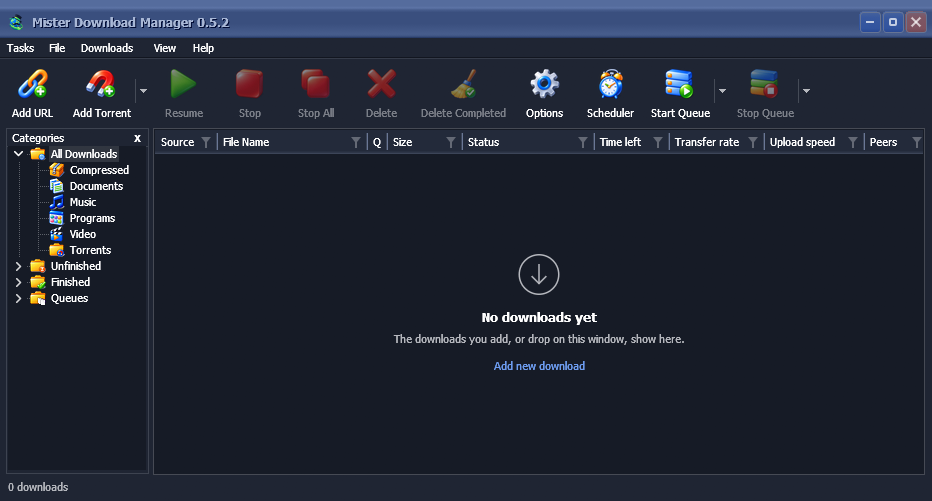 Mister Download Manager 0.5.2
Tasks File Downloads View Help
Add URL Add Torrent Resume Stop Stop All Delete Delete Completed Options Scheduler Start Queue Stop Queue
Categories x
All Downloads
Compressed
Documents
Music
Programs
Video
Torrents
Unfinished
Finished
Queues
Source File Name Q Size Status Time left Transfer rate Upload speed Peers
No downloads yet
The downloads you add, or drop on this window, show here.
Add new download
0 downloads